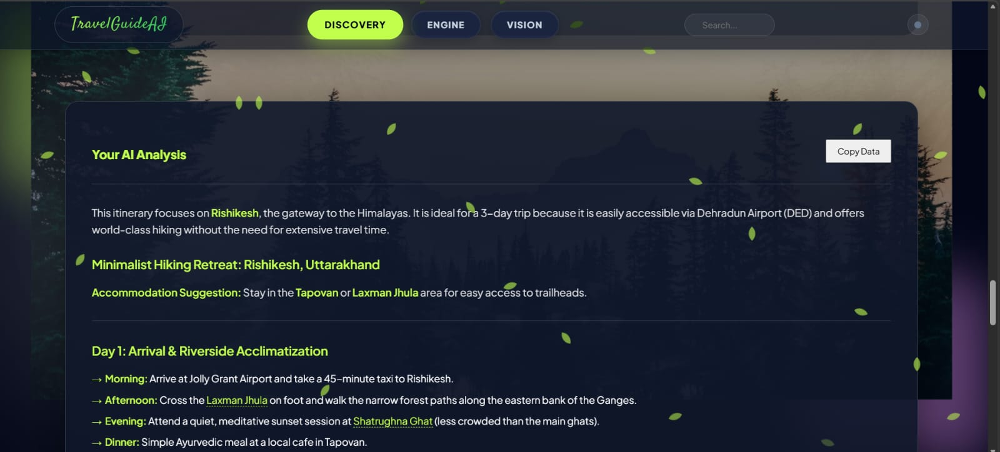 TravelGuideAI
DISCOVERY
ENGINE
VISION
Search...
Your AI Analysis
Copy Data
This itinerary focuses on Rishikesh, the gateway to the Himalayas. It is ideal for a 3–day trip because it is easily accessible via Dehradun Airport (DED) and offers
world-class hiking without the need for extensive travel time.
Minimalist Hiking Retreat: Rishikesh, Uttarakhand
Accommodation Suggestion: Stay in the Tapovan or Laxman Jhula area for easy access to trailheads.
Day 1: Arrival & Riverside Acclimatization
→ Morning: Arrive at Jolly Grant Airport and take a 45–minute taxi to Rishikesh.
→ Afternoon: Cross the Laxman Jhula on foot and walk the narrow forest paths along the eastern bank of the Ganges.
→ Evening: Attend a quiet, meditative sunset session at Shatrughna Ghat (less crowded than the main ghats).
→ Dinner: Simple Ayurvedic meal at a local cafe in Tapovan.